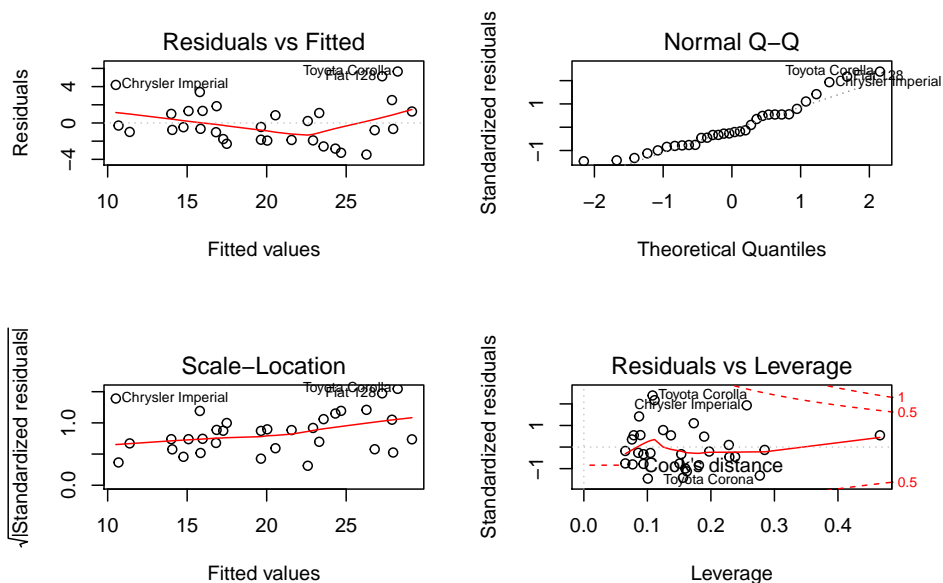 Residuals vs Fitted
Residuals
4
0
−4
Toyota Corolla
Fiat 128
Chrysler Imperial
10 15 20 25
Fitted values
Normal Q−Q
Standardized residuals
1
−1
Toyota Corolla
Fiat 128
Chrysler Imperial
−2 −1 0 1 2
Theoretical Quantiles
Scale−Location
√|Standardized residuals|
1.0
0.0
Toyota Corolla
Fiat 128
Chrysler Imperial
10 15 20 25
Fitted values
Residuals vs Leverage
Standardized residuals
1
−1
Toyota Corolla
Chrysler Imperial
1
0.5
Cook's distance
Toyota Corona
0.5
0.0 0.1 0.2 0.3 0.4
Leverage